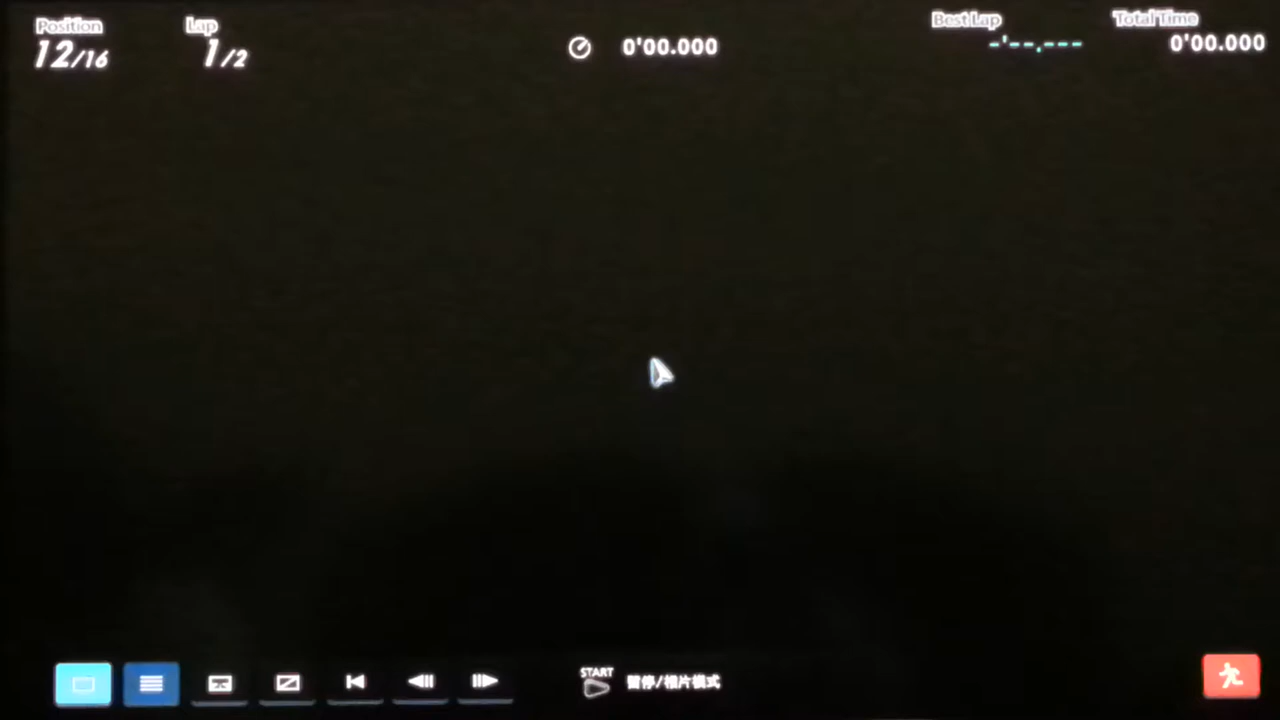 Position
12/16
Lap
1/2
0'00.000
Best Lap
-'--.---
Total Time
0'00.000
START
暫停/相片模式